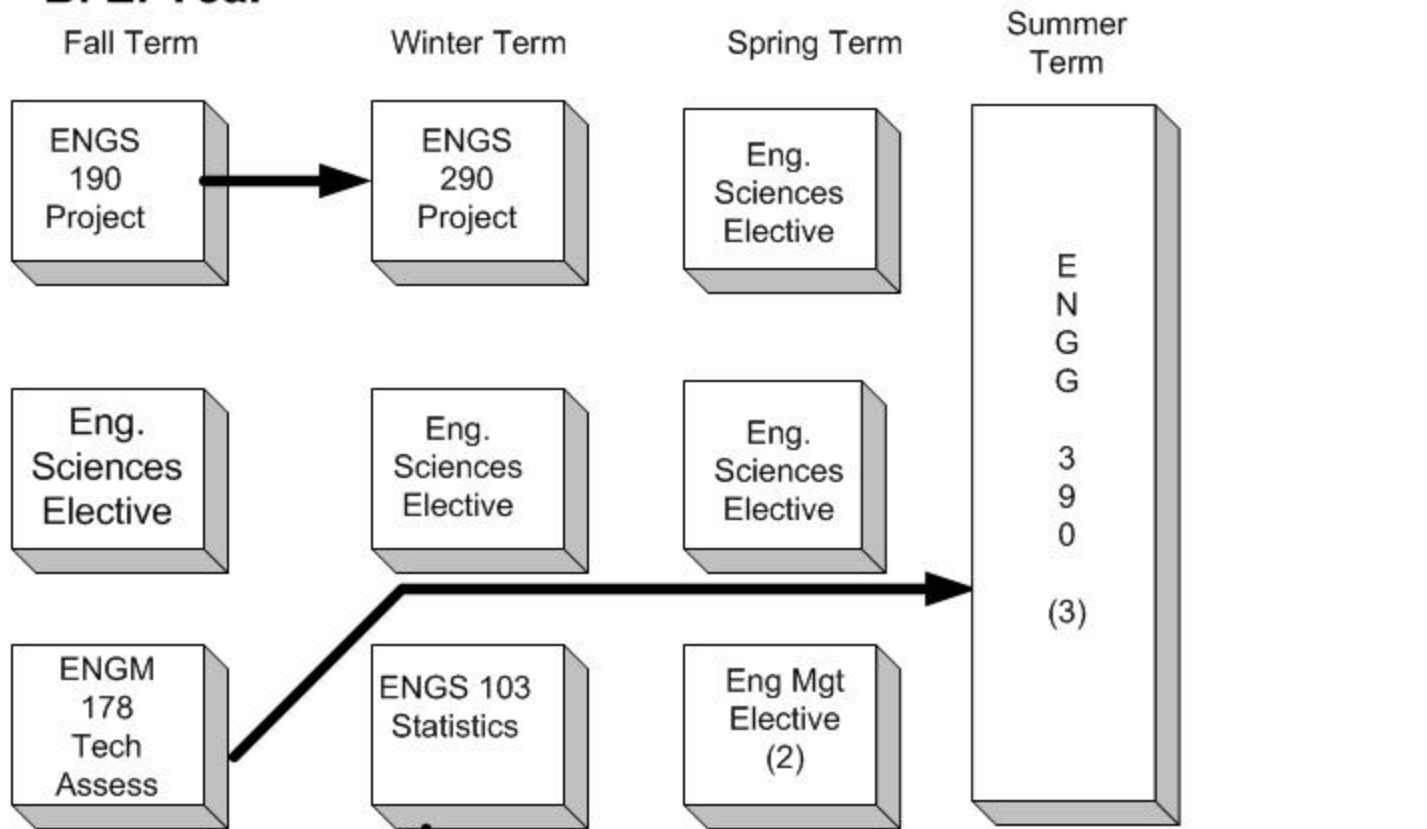 Fall Term
Winter Term
Spring Term
Summer
Term
ENGS
190
Project
ENGS
290
Project
Eng.
Sciences
Elective
Eng.
Sciences
Elective
Eng.
Sciences
Elective
Eng.
Sciences
Elective
ENGM
178
Tech
Assess
ENGS 103
Statistics
Eng Mgt
Elective
(2)
E
N
G
G
3
9
0
(3)